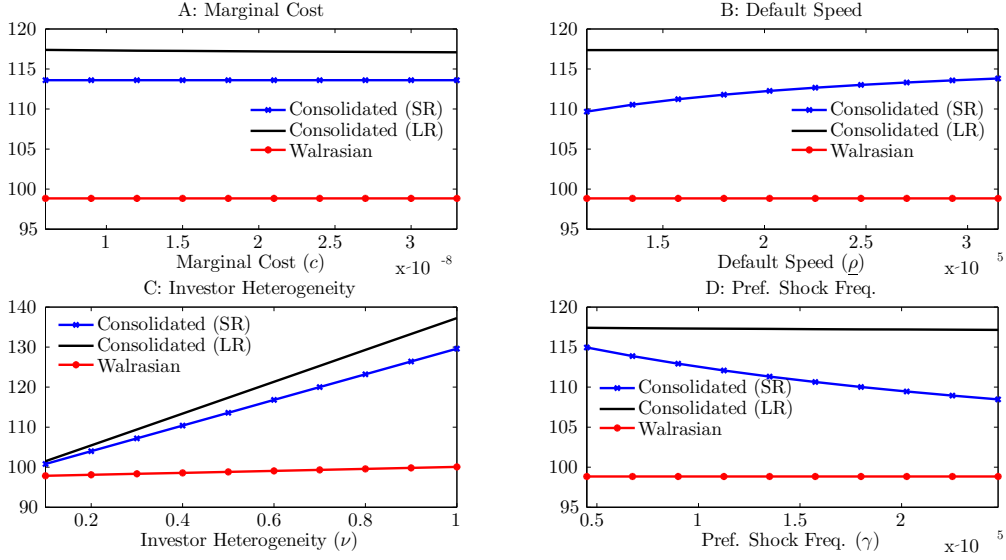 A: Marginal Cost
120
115
110
105
100
95
Consolidated (SR)
Consolidated (LR)
Walrasian
1 1.5 2 2.5 3
Marginal Cost (c)
x 10 -8
B: Default Speed
120
115
110
105
100
95
Consolidated (SR)
Consolidated (LR)
Walrasian
1.5 2 2.5 3
Default Speed (ρ)
x 10 5
C: Investor Heterogeneity
140
130
120
110
100
90
Consolidated (SR)
Consolidated (LR)
Walrasian
0.2 0.4 0.6 0.8 1
Investor Heterogeneity (ν)
D: Pref. Shock Freq.
120
115
110
105
100
95
Consolidated (SR)
Consolidated (LR)
Walrasian
0.5 1 1.5 2
Pref. Shock Freq. (γ)
x 10 5